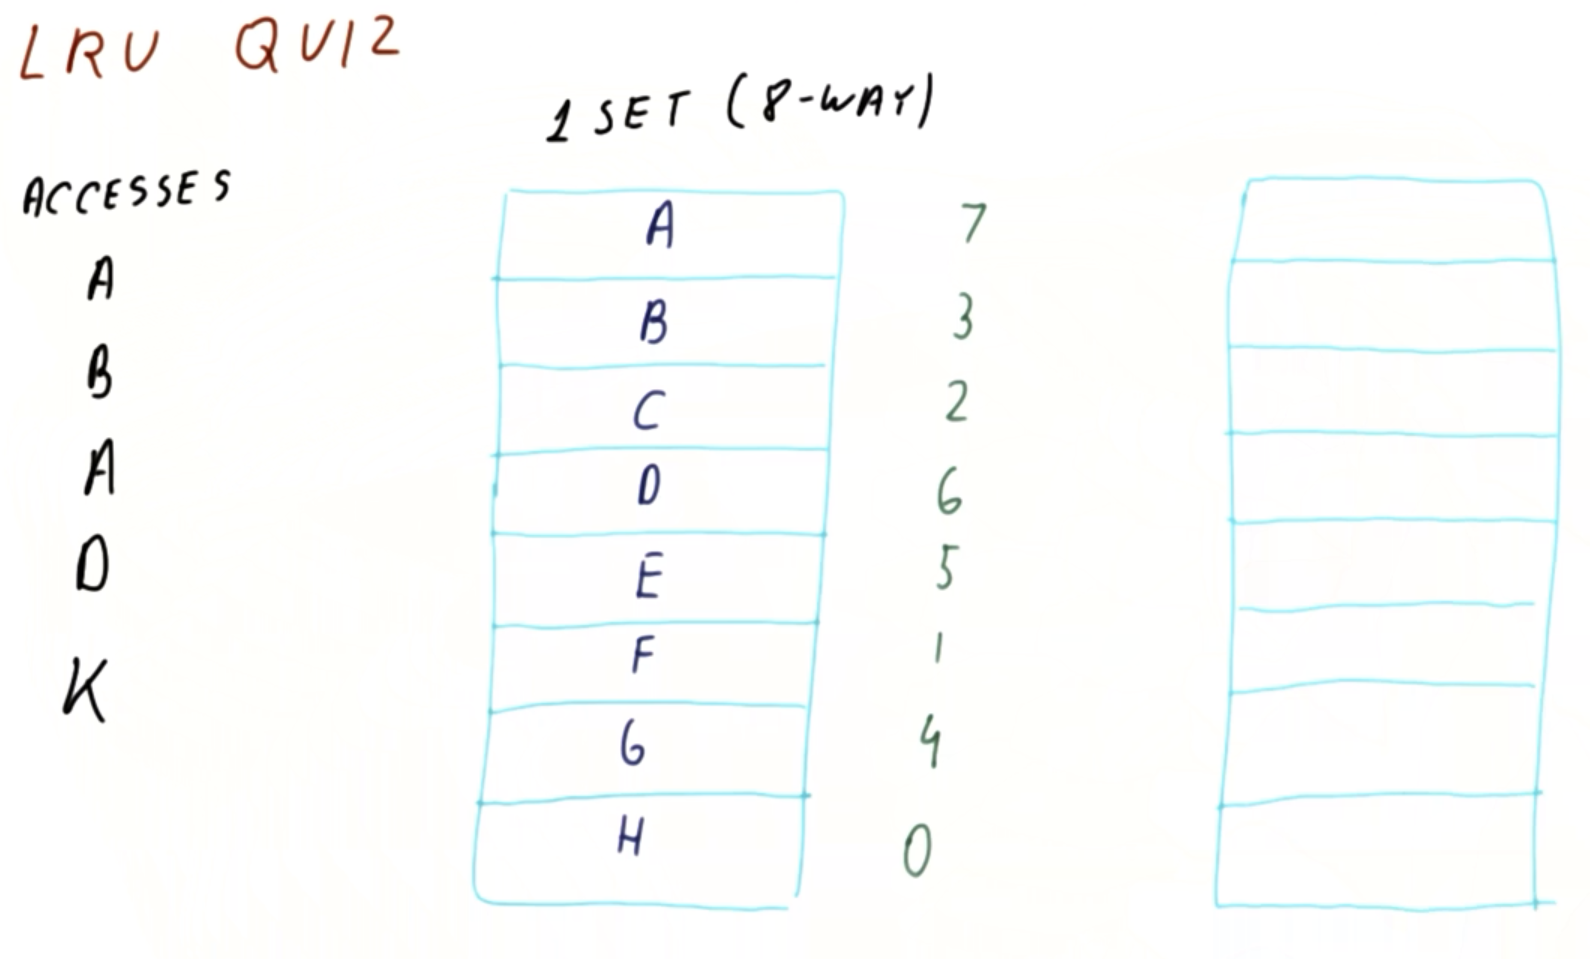 LRU QUIZ
1 SET (8-WAY)
ACCESSES
A
B
A
D
K
A 7
B 3
C 2
D 6
E 5
F 1
G 4
H 0